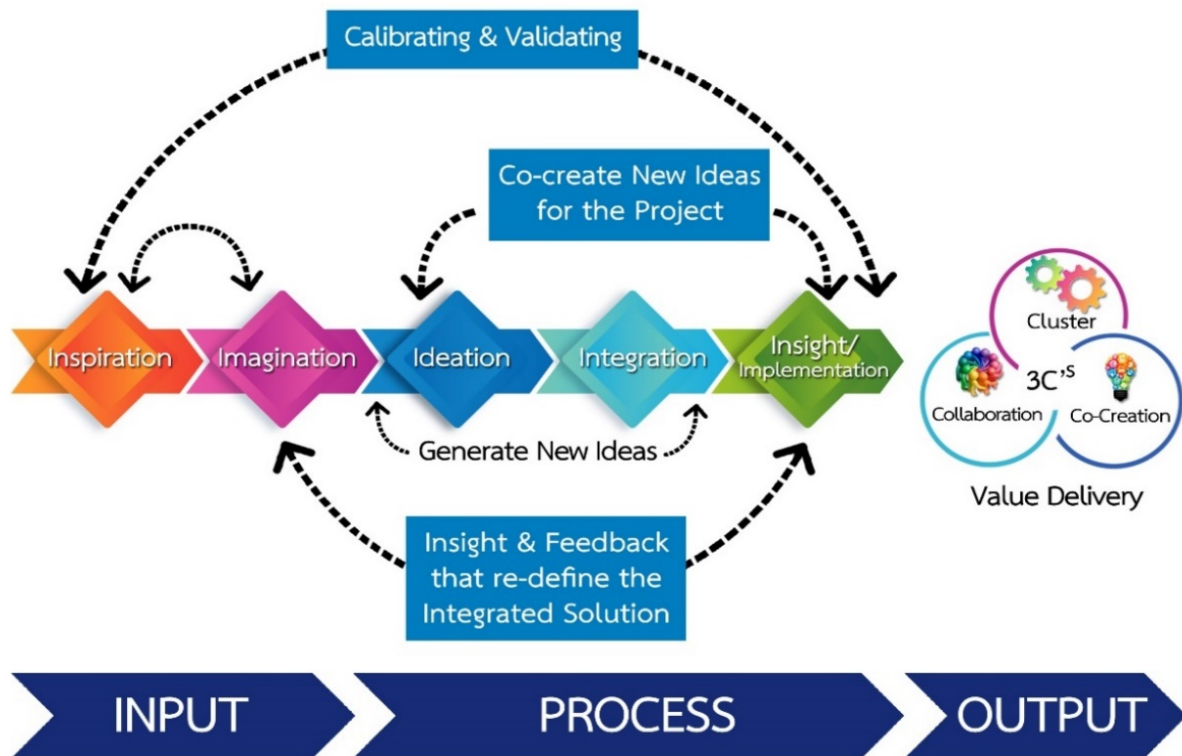 Calibrating & Validating
Co-create New Ideas
for the Project
Inspiration
Imagination
Ideation
Integration
Insight/
Implementation
Generate New Ideas
Insight & Feedback
that re-define the
Integrated Solution
Cluster
3C'S
Collaboration
Co-Creation
Value Delivery
INPUT
PROCESS
OUTPUT